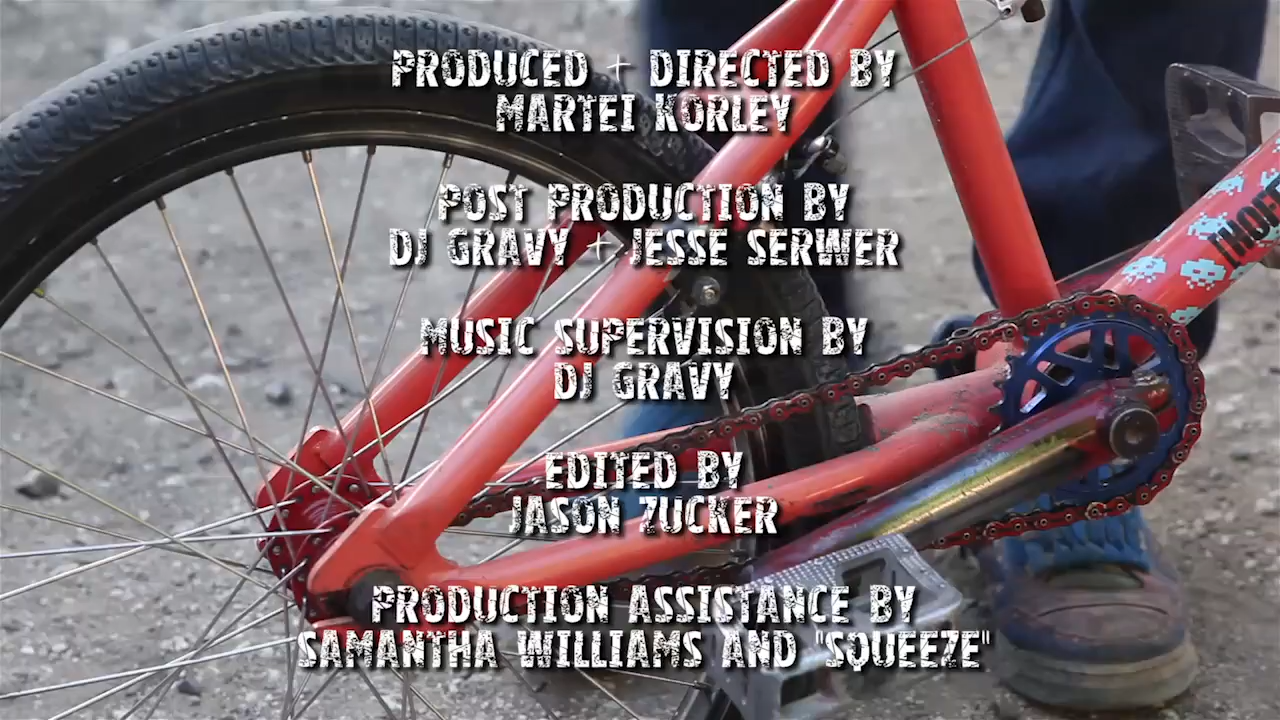 PRODUCED + DIRECTED BY
MARTEI KORLEY
POST PRODUCTION BY
DJ GRAVY + JESSE SERWER
MUSIC SUPERVISION BY
DJ GRAVY
EDITED BY
JASON ZUCKER
PRODUCTION ASSISTANCE BY
SAMANTHA WILLIAMS AND "SQUEEZE"